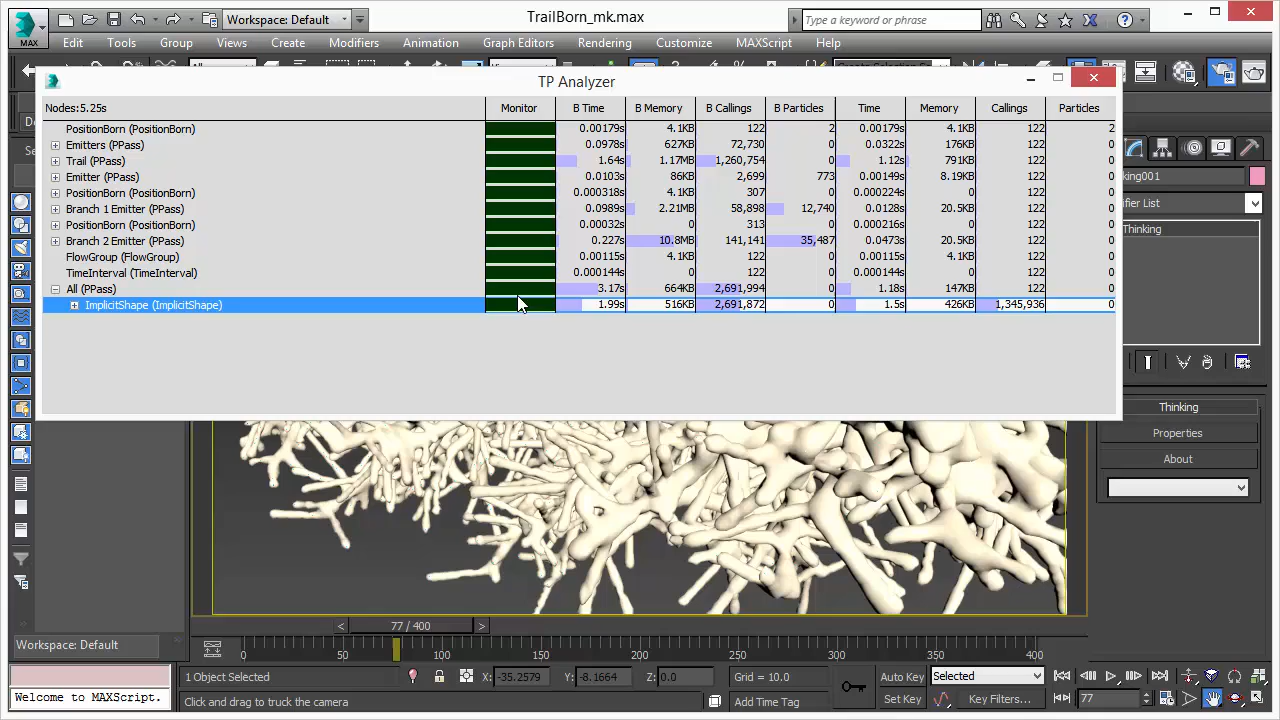 Workspace: Default
TrailBorn_mk.max
Type a keyword or phrase
MAX
Edit Tools Group Views Create Modifiers Animation Graph Editors Rendering Customize MAXScript Help
TP Analyzer
Nodes:5.25s Monitor B Time B Memory B Callings B Particles Time Memory Callings Particles
PositionBorn (PositionBorn) 0.00179s 4.1KB 122 2 0.00179s 4.1KB 122 2
Emitters (PPass) 0.0978s 627KB 72,730 0 0.0322s 176KB 122 0
Trail (PPass) 1.64s 1.17MB 1,260,754 0 1.12s 791KB 122 0
Emitter (PPass) 0.0103s 86KB 2,699 773 0.00149s 8.19KB 122 0
PositionBorn (PositionBorn) 0.000318s 4.1KB 307 0 0.000224s 0 122 0
Branch 1 Emitter (PPass) 0.0989s 2.21MB 58,898 12,740 0.0128s 20.5KB 122 0
PositionBorn (PositionBorn) 0.00032s 0 313 0 0.000216s 0 122 0
Branch 2 Emitter (PPass) 0.227s 10.8MB 141,141 35,487 0.0473s 20.5KB 122 0
FlowGroup (FlowGroup) 0.00115s 4.1KB 122 0 0.00115s 4.1KB 122 0
TimeInterval (TimeInterval) 0.000144s 0 122 0 0.000144s 0 122 0
All (PPass) 3.17s 664KB 2,691,994 0 1.18s 147KB 122 0
ImplicitShape (ImplicitShape) 1.99s 516KB 2,691,872 0 1.5s 426KB 1,345,936 0
king001
ifier List
Thinking
Thinking
Properties
About
77 / 400
Workspace: Default
0 50 100 150 200 250 300 350 400
1 Object Selected X: -35.2579 Y: -8.1664 Z: 0.0 Grid = 10.0 Auto Key Selected
Welcome to MAXScript. Click and drag to truck the camera Add Time Tag Set Key Key Filters... 77